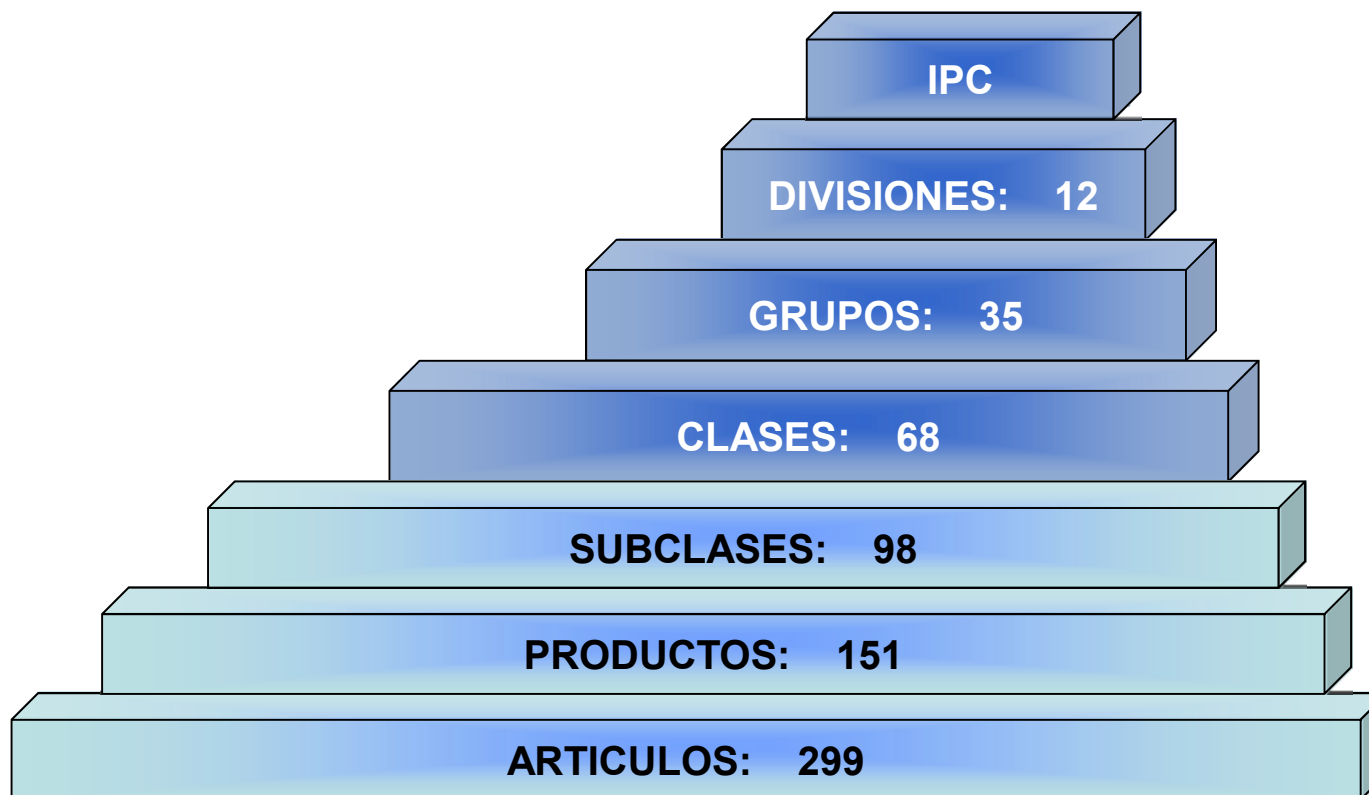 IPC
DIVISIONES: 12
GRUPOS: 35
CLASES: 68
SUBCLASES: 98
PRODUCTOS: 151
ARTICULOS: 299